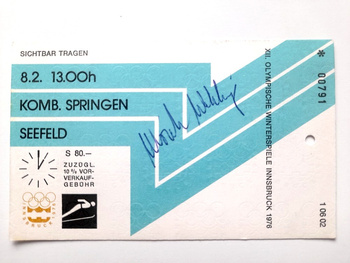 SICHTBAR TRAGEN
8.2. 13.00h
KOMB. SPRINGEN
SEEFELD
S 80.—
ZUZÜGL.
10 % VOR-
VERKAUF-
GEBÜHR
XII. OLYMPISCHE WINTERSPIELE INNSBRUCK 1976
* 00791
1 06 02